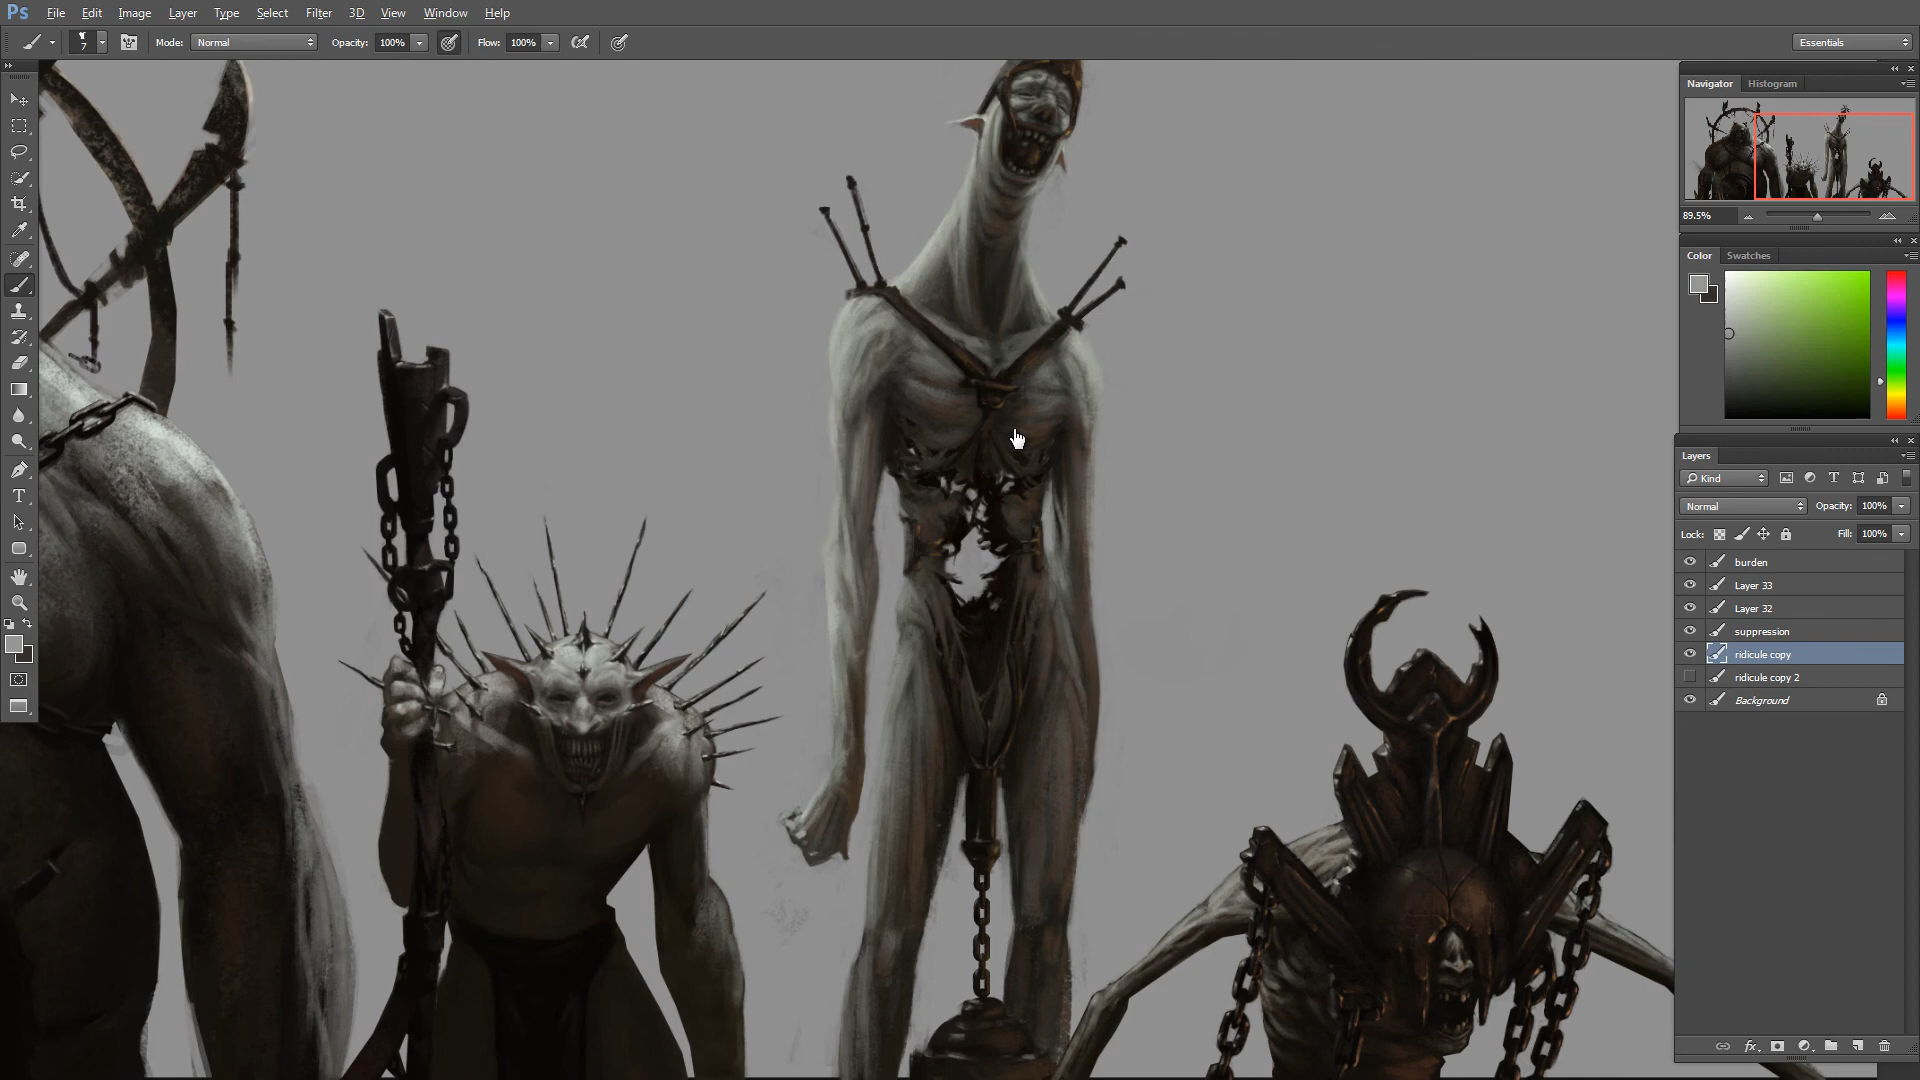 Ps File Edit Image Layer Type Select Filter 3D View Window Help
7 Mode: Normal Opacity: 100% Flow: 100% Essentials
Navigator Histogram
89.5%
Color Swatches
Layers
Kind
Normal Opacity: 100%
Lock: Fill: 100%
burden
Layer 33
Layer 32
suppression
ridicule copy
ridicule copy 2
Background
T
fx